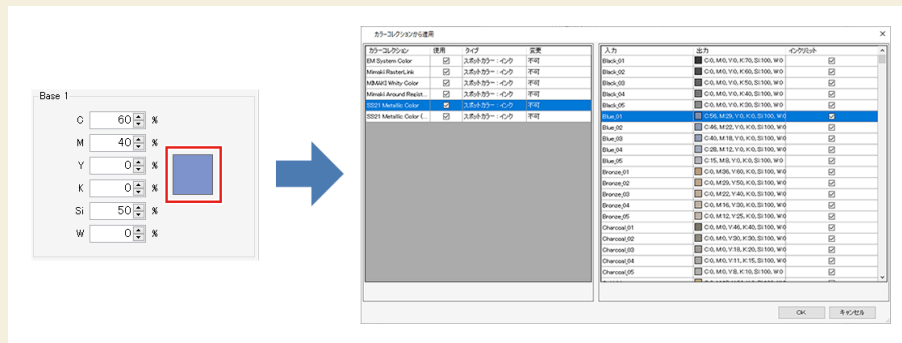 Base 1
C 60 %
M 40 %
Y 0 %
K 0 %
Si 50 %
W 0 %
カラーコレクションから適用
カラーコレクション 使用 タイプ 変更
EM System Color スポットカラー：インク 不可
Mimaki RasterLink スポットカラー：インク 不可
MIMAKI Whity Color スポットカラー：インク 不可
Mimaki Around Regist... スポットカラー：インク 不可
SS21 Metallic Color スポットカラー：インク 不可
SS21 Metallic Color (... スポットカラー：インク 不可
入力 出力 インクリミット
Black_01 C:0, M:0, Y:0, K:70, Si:100, W:0
Black_02 C:0, M:0, Y:0, K:60, Si:100, W:0
Black_03 C:0, M:0, Y:0, K:50, Si:100, W:0
Black_04 C:0, M:0, Y:0, K:40, Si:100, W:0
Black_05 C:0, M:0, Y:0, K:30, Si:100, W:0
Blue_01 C:56, M:29, Y:0, K:0, Si:100, W:0
Blue_02 C:46, M:22, Y:0, K:0, Si:100, W:0
Blue_03 C:40, M:18, Y:0, K:0, Si:100, W:0
Blue_04 C:28, M:12, Y:0, K:0, Si:100, W:0
Blue_05 C:15, M:8, Y:0, K:0, Si:100, W:0
Bronze_01 C:0, M:36, Y:60, K:0, Si:100, W:0
Bronze_02 C:0, M:29, Y:50, K:0, Si:100, W:0
Bronze_03 C:0, M:22, Y:40, K:0, Si:100, W:0
Bronze_04 C:0, M:16, Y:30, K:0, Si:100, W:0
Bronze_05 C:0, M:12, Y:25, K:0, Si:100, W:0
Charcoal_01 C:0, M:0, Y:46, K:40, Si:100, W:0
Charcoal_02 C:0, M:0, Y:30, K:30, Si:100, W:0
Charcoal_03 C:0, M:0, Y:18, K:20, Si:100, W:0
Charcoal_04 C:0, M:0, Y:11, K:15, Si:100, W:0
Charcoal_05 C:0, M:0, Y:8, K:10, Si:100, W:0
OK キャンセル